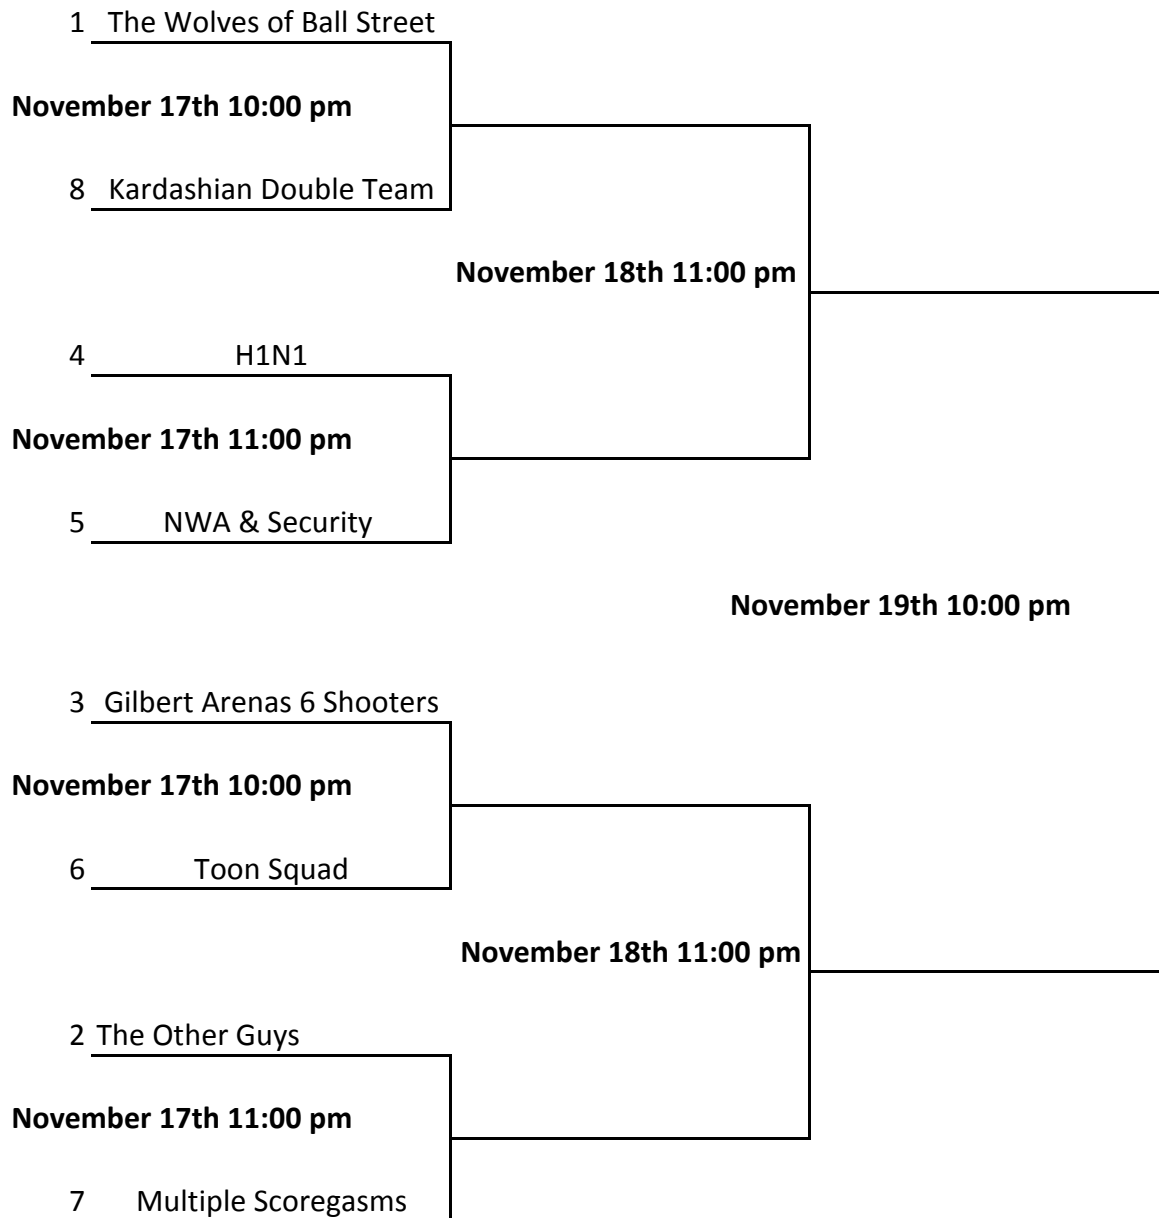 1 The Wolves of Ball Street
November 17th 10:00 pm
8 Kardashian Double Team
November 18th 11:00 pm
4 H1N1
November 17th 11:00 pm
5 NWA & Security
November 19th 10:00 pm
3 Gilbert Arenas 6 Shooters
November 17th 10:00 pm
6 Toon Squad
November 18th 11:00 pm
2 The Other Guys
November 17th 11:00 pm
7 Multiple Scoregasms